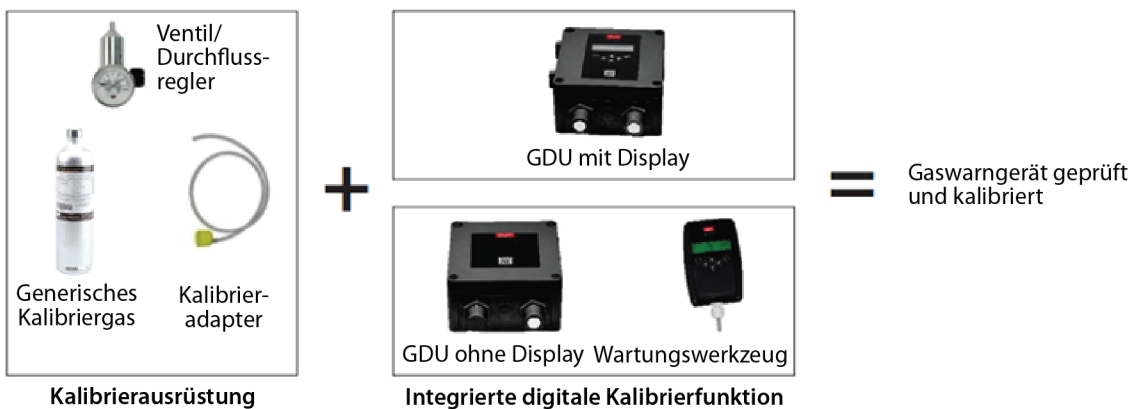 Ventil/
Durchfluss-
regler
Generisches
Kalibriergas
Kalibrier-
adapter
Kalibrierausrüstung
+
GDU mit Display
GDU ohne Display
Wartungswerkzeug
Integrierte digitale Kalibrierfunktion
=
Gaswarngerät geprüft
und kalibriert